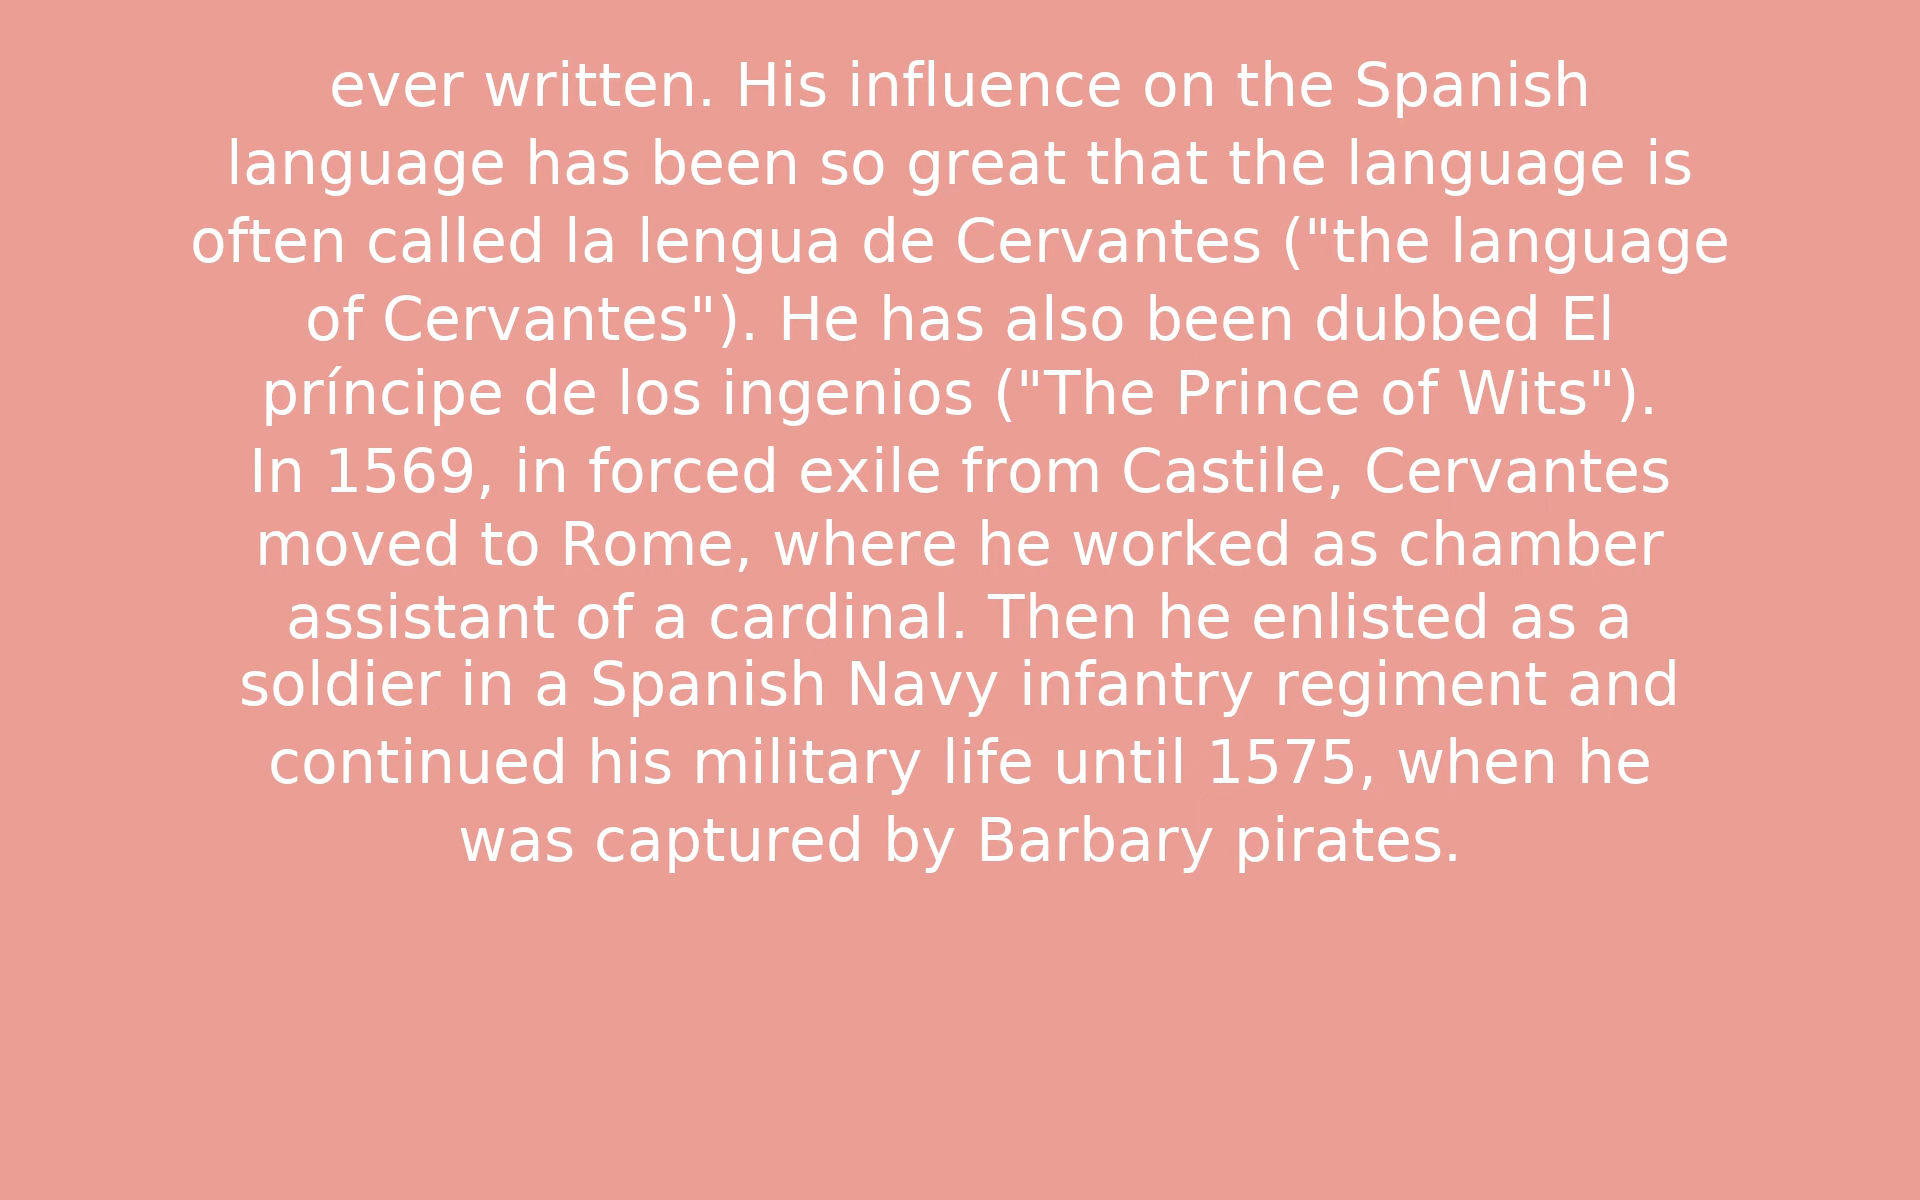 ever written. His influence on the Spanish
language has been so great that the language is
often called la lengua de Cervantes ("the language
of Cervantes"). He has also been dubbed El
príncipe de los ingenios ("The Prince of Wits").
In 1569, in forced exile from Castile, Cervantes
moved to Rome, where he worked as chamber
assistant of a cardinal. Then he enlisted as a
soldier in a Spanish Navy infantry regiment and
continued his military life until 1575, when he
was captured by Barbary pirates.